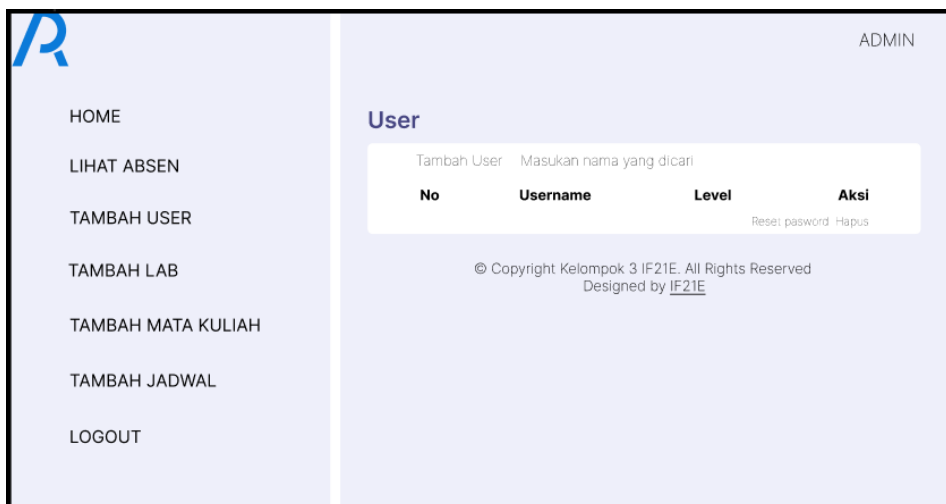 ADMIN
HOME
LIHAT ABSEN
TAMBAH USER
TAMBAH LAB
TAMBAH MATA KULIAH
TAMBAH JADWAL
LOGOUT
User
Tambah User Masukan nama yang dicari
No Username Level Aksi
Reset pasword Hapus
© Copyright Kelompok 3 IF21E. All Rights Reserved
Designed by IF21E